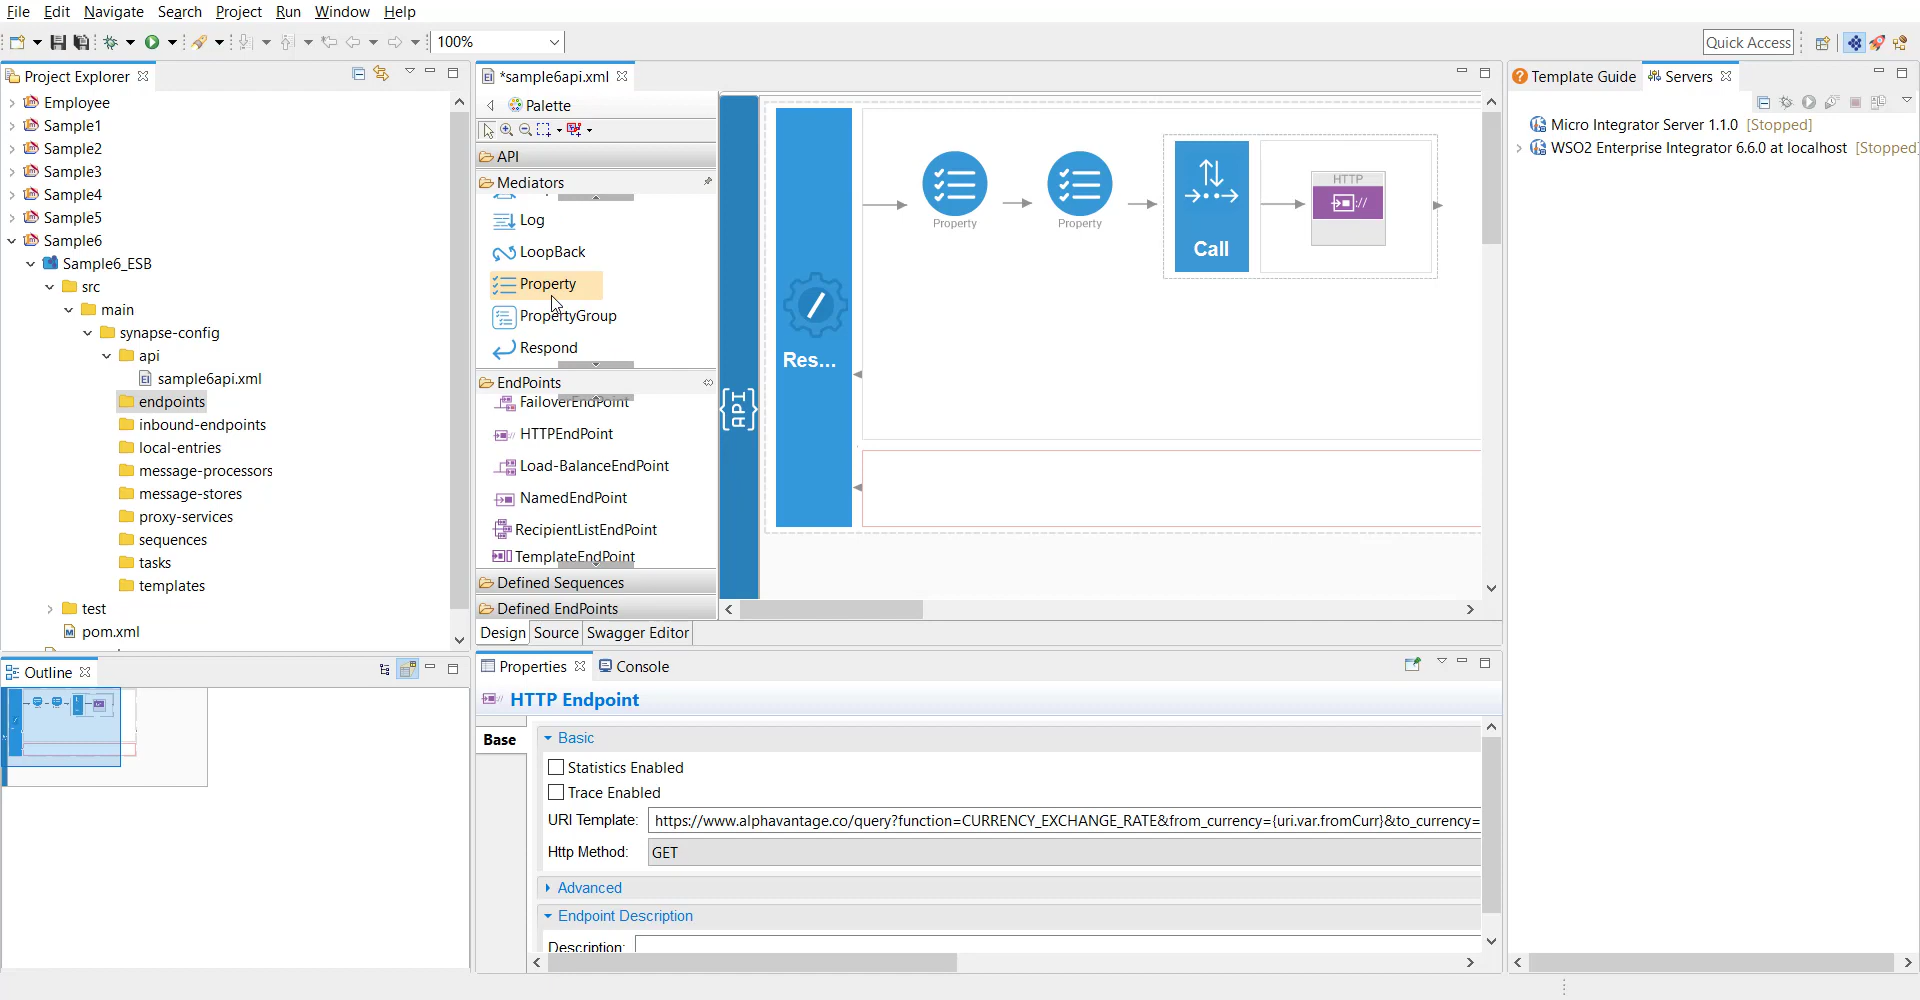 File Edit Navigate Search Project Run Window Help
100%
Quick Access
Project Explorer
Employee
Sample1
Sample2
Sample3
Sample4
Sample5
Sample6
Sample6_ESB
src
main
synapse-config
api
sample6api.xml
endpoints
inbound-endpoints
local-entries
message-processors
message-stores
proxy-services
sequences
tasks
templates
test
pom.xml
Outline
*sample6api.xml
Palette
API
Mediators
Log
LoopBack
Property
PropertyGroup
Respond
EndPoints
FailoverEndPoint
HTTPEndPoint
Load-BalanceEndPoint
NamedEndPoint
RecipientListEndPoint
TemplateEndPoint
Defined Sequences
Defined EndPoints
{API}
Res...
Property
Property
Call
HTTP
://
Design Source Swagger Editor
Properties Console
HTTP Endpoint
Base
Basic
Statistics Enabled
Trace Enabled
URI Template: https://www.alphavantage.co/query?function=CURRENCY_EXCHANGE_RATE&from_currency={uri.var.fromCurr}&to_currency=
Http Method: GET
Advanced
Endpoint Description
Description:
Template Guide Servers
Micro Integrator Server 1.1.0 [Stopped]
WSO2 Enterprise Integrator 6.6.0 at localhost [Stopped